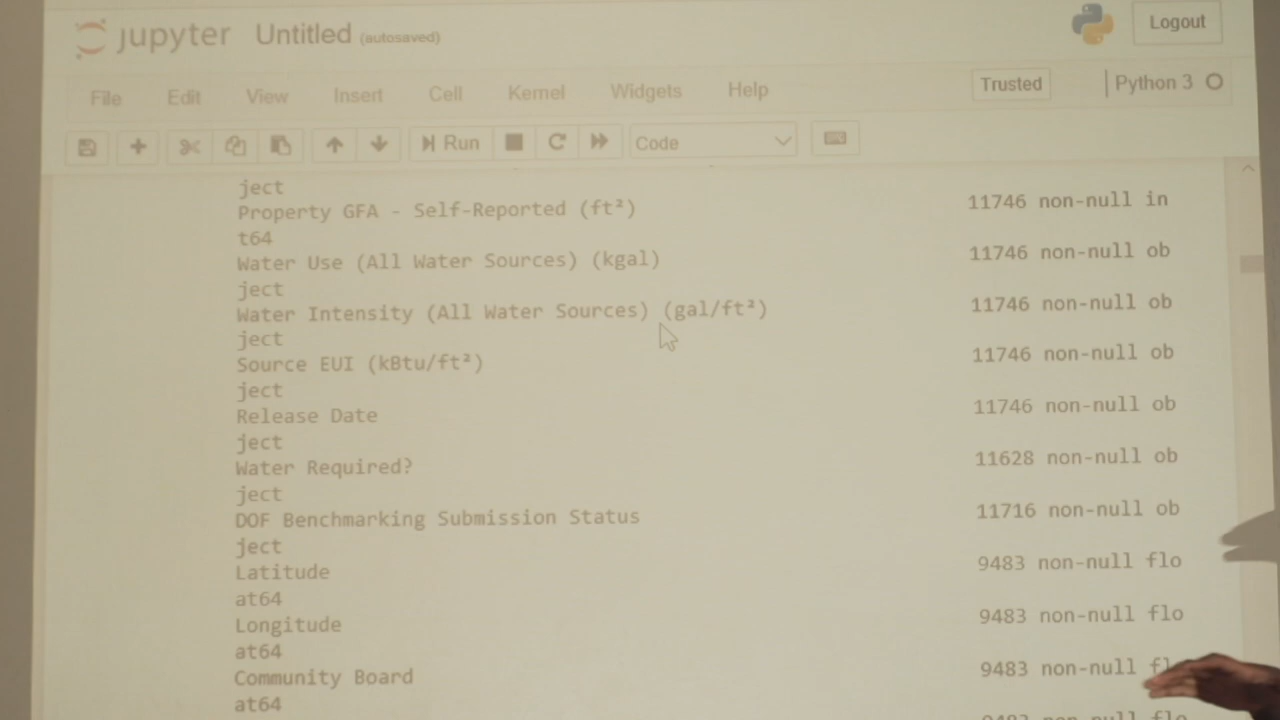 jupyter Untitled (autosaved)
Logout
File Edit View Insert Cell Kernel Widgets Help
Trusted Python 3
Run Code
ject
Property GFA - Self-Reported (ft²) 11746 non-null in
t64
Water Use (All Water Sources) (kgal) 11746 non-null ob
ject
Water Intensity (All Water Sources) (gal/ft²) 11746 non-null ob
ject
Source EUI (kBtu/ft²) 11746 non-null ob
ject
Release Date 11746 non-null ob
ject
Water Required? 11628 non-null ob
ject
DOF Benchmarking Submission Status 11716 non-null ob
ject
Latitude 9483 non-null flo
at64
Longitude 9483 non-null flo
at64
Community Board 9483 non-null
at64
9483 non-null flo